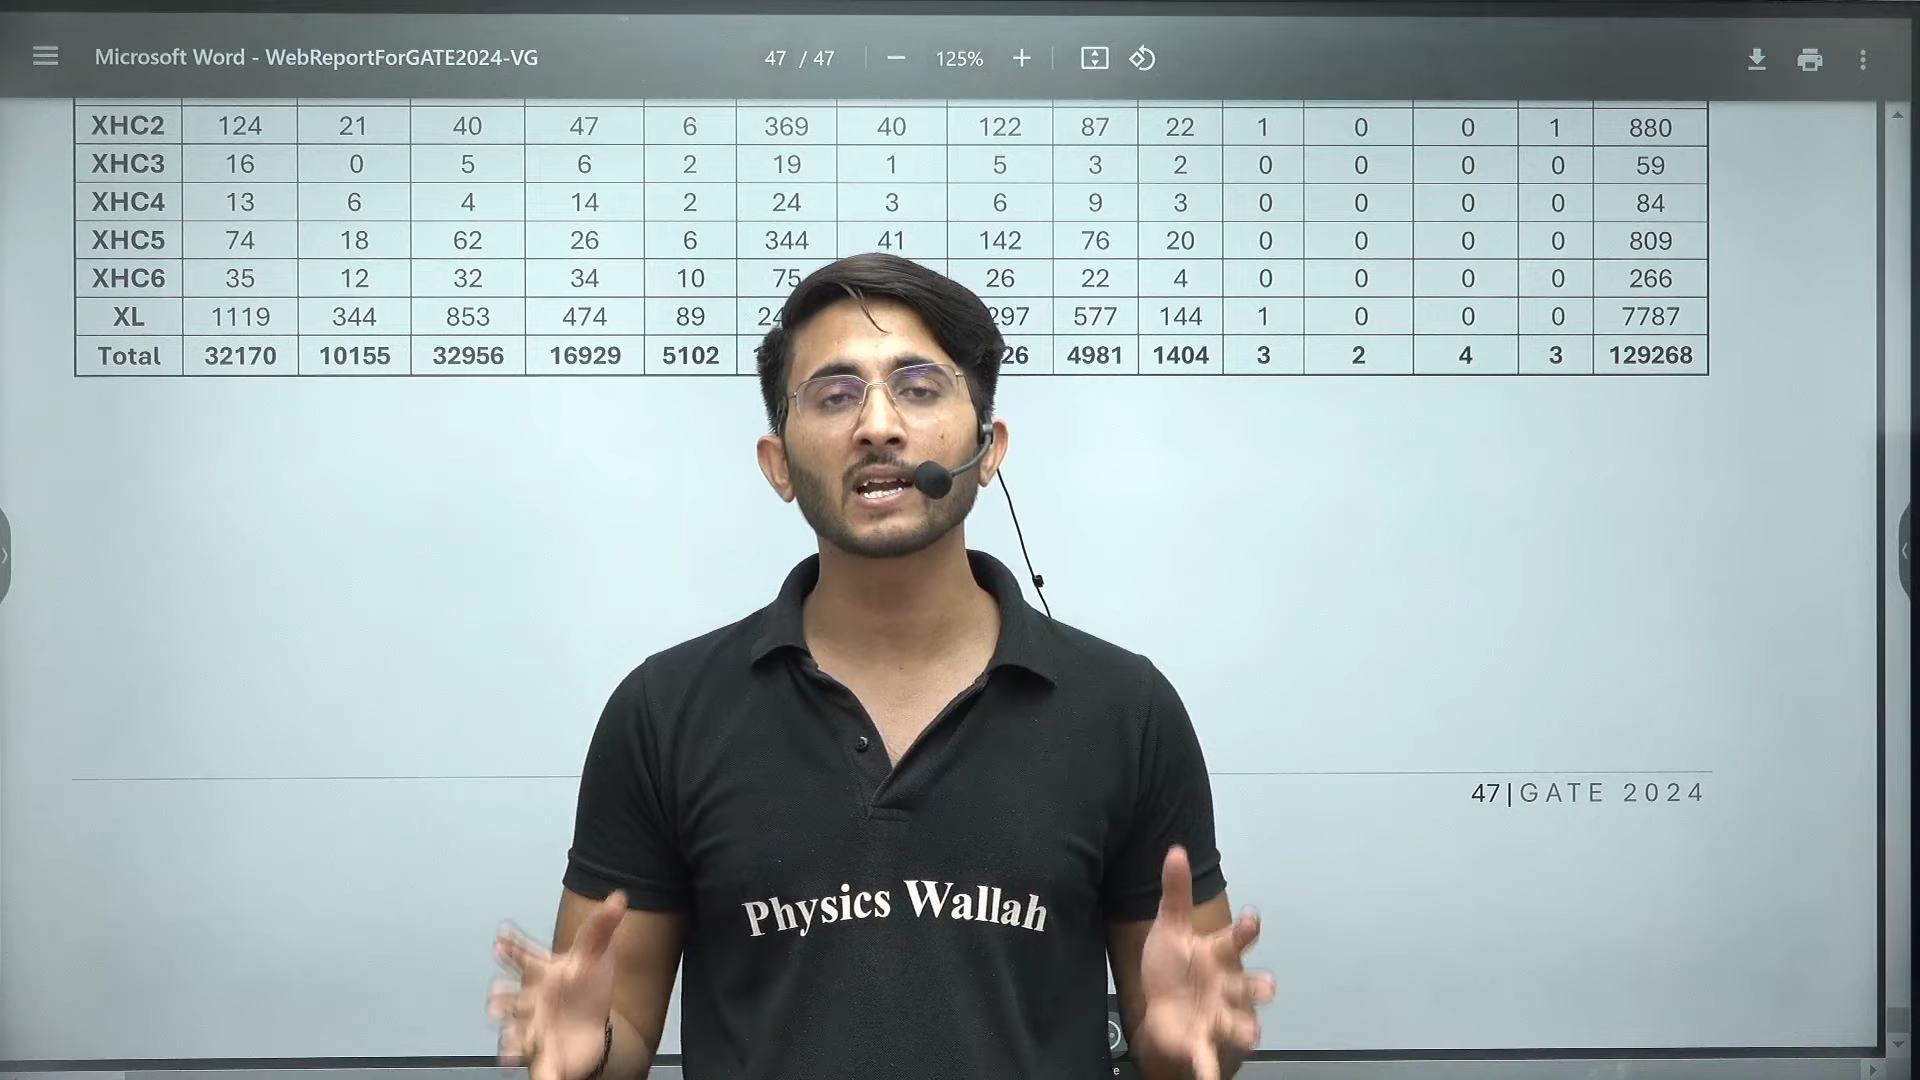 Microsoft Word - WebReportForGATE2024-VG 47 / 47 125%
XHC2 124 21 40 47 6 369 40 122 87 22 1 0 0 1 880
XHC3 16 0 5 6 2 19 1 5 3 2 0 0 0 0 59
XHC4 13 6 4 14 2 24 3 6 9 3 0 0 0 0 84
XHC5 74 18 62 26 6 344 41 142 76 20 0 0 0 0 809
XHC6 35 12 32 34 10 75 26 22 4 0 0 0 0 266
XL 1119 344 853 474 89 577 144 1 0 0 0 7787
Total 32170 10155 32956 16929 5102 4981 1404 3 2 4 3 129268
47|GATE 2024
Physics Wallah